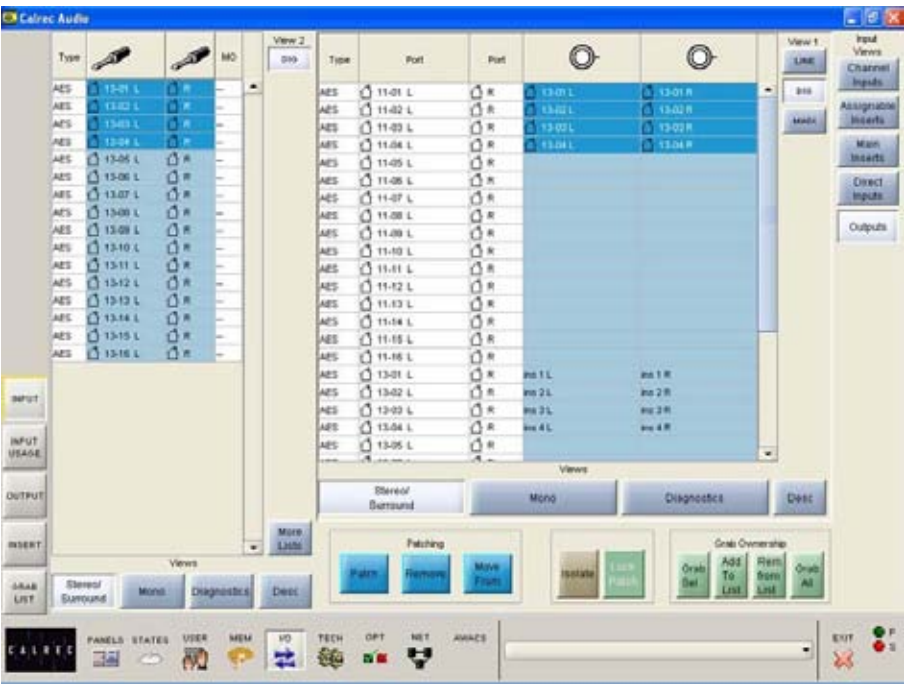 Calrec Audio
Type MO
View 2
DIG
AES 13-01 L R --
AES 13-02 L R --
AES 13-03 L R --
AES 13-04 L R --
AES 13-05 L R --
AES 13-06 L R --
AES 13-07 L R --
AES 13-08 L R --
AES 13-09 L R --
AES 13-10 L R --
AES 13-11 L R --
AES 13-12 L R --
AES 13-13 L R --
AES 13-14 L R --
AES 13-15 L R --
AES 13-16 L R --
More Lists
Views
Stereo/ Surround Mono Diagnostics Desc
Type Port Port
AES 11-01 L R 13-01 L 13-01 R
AES 11-02 L R 13-02 L 13-02 R
AES 11-03 L R 13-03 L 13-03 R
AES 11-04 L R 13-04 L 13-04 R
AES 11-05 L R
AES 11-06 L R
AES 11-07 L R
AES 11-08 L R
AES 11-09 L R
AES 11-10 L R
AES 11-11 L R
AES 11-12 L R
AES 11-13 L R
AES 11-14 L R
AES 11-15 L R
AES 11-16 L R
AES 13-01 L R ins 1 L ins 1 R
AES 13-02 L R ins 2 L ins 2 R
AES 13-03 L R ins 3 L ins 3 R
AES 13-04 L R ins 4 L ins 4 R
AES 13-05 L R
View 1
LINE
DIG
MADI
Input Views
Channel Inputs
Assignable Inserts
Main Inserts
Direct Inputs
Outputs
Views
Stereo/ Surround Mono Diagnostics Desc
Patching
Patch Remove Move From
Isolate Lock Patch
Grab Ownership
Grab Sel Add To List Rem from List Grab All
INPUT
INPUT USAGE
OUTPUT
INSERT
GRAB LIST
CALREC PANELS STATES USER MEM I/O TECH OPT NET AWACS EXIT P
S